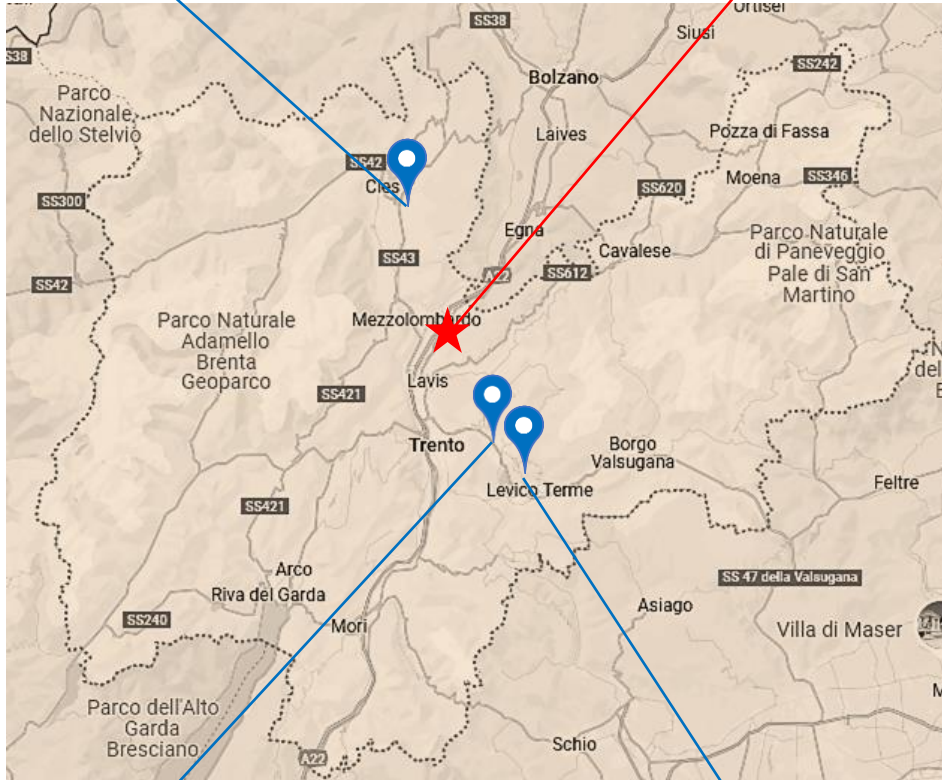 SS38
Ortisei
Siusi
SS38
Bolzano
SS242
Parco
Nazionale
dello Stelvio
Laives
Pozza di Fassa
SS42
Cles
Moena
SS346
SS620
SS300
Egna
Cavalese
Parco Naturale
di Paneveggio
Pale di San
Martino
SS43
A22
SS612
SS42
Parco Naturale
Adamello
Brenta
Geoparco
Mezzolombardo
Lavis
SS421
Trento
Borgo
Valsugana
Levico Terme
Feltre
SS421
Arco
Riva del Garda
SS 47 della Valsugana
Asiago
SS240
Mori
Villa di Maser
Parco dell'Alto
Garda
Bresciano
Schio
A22